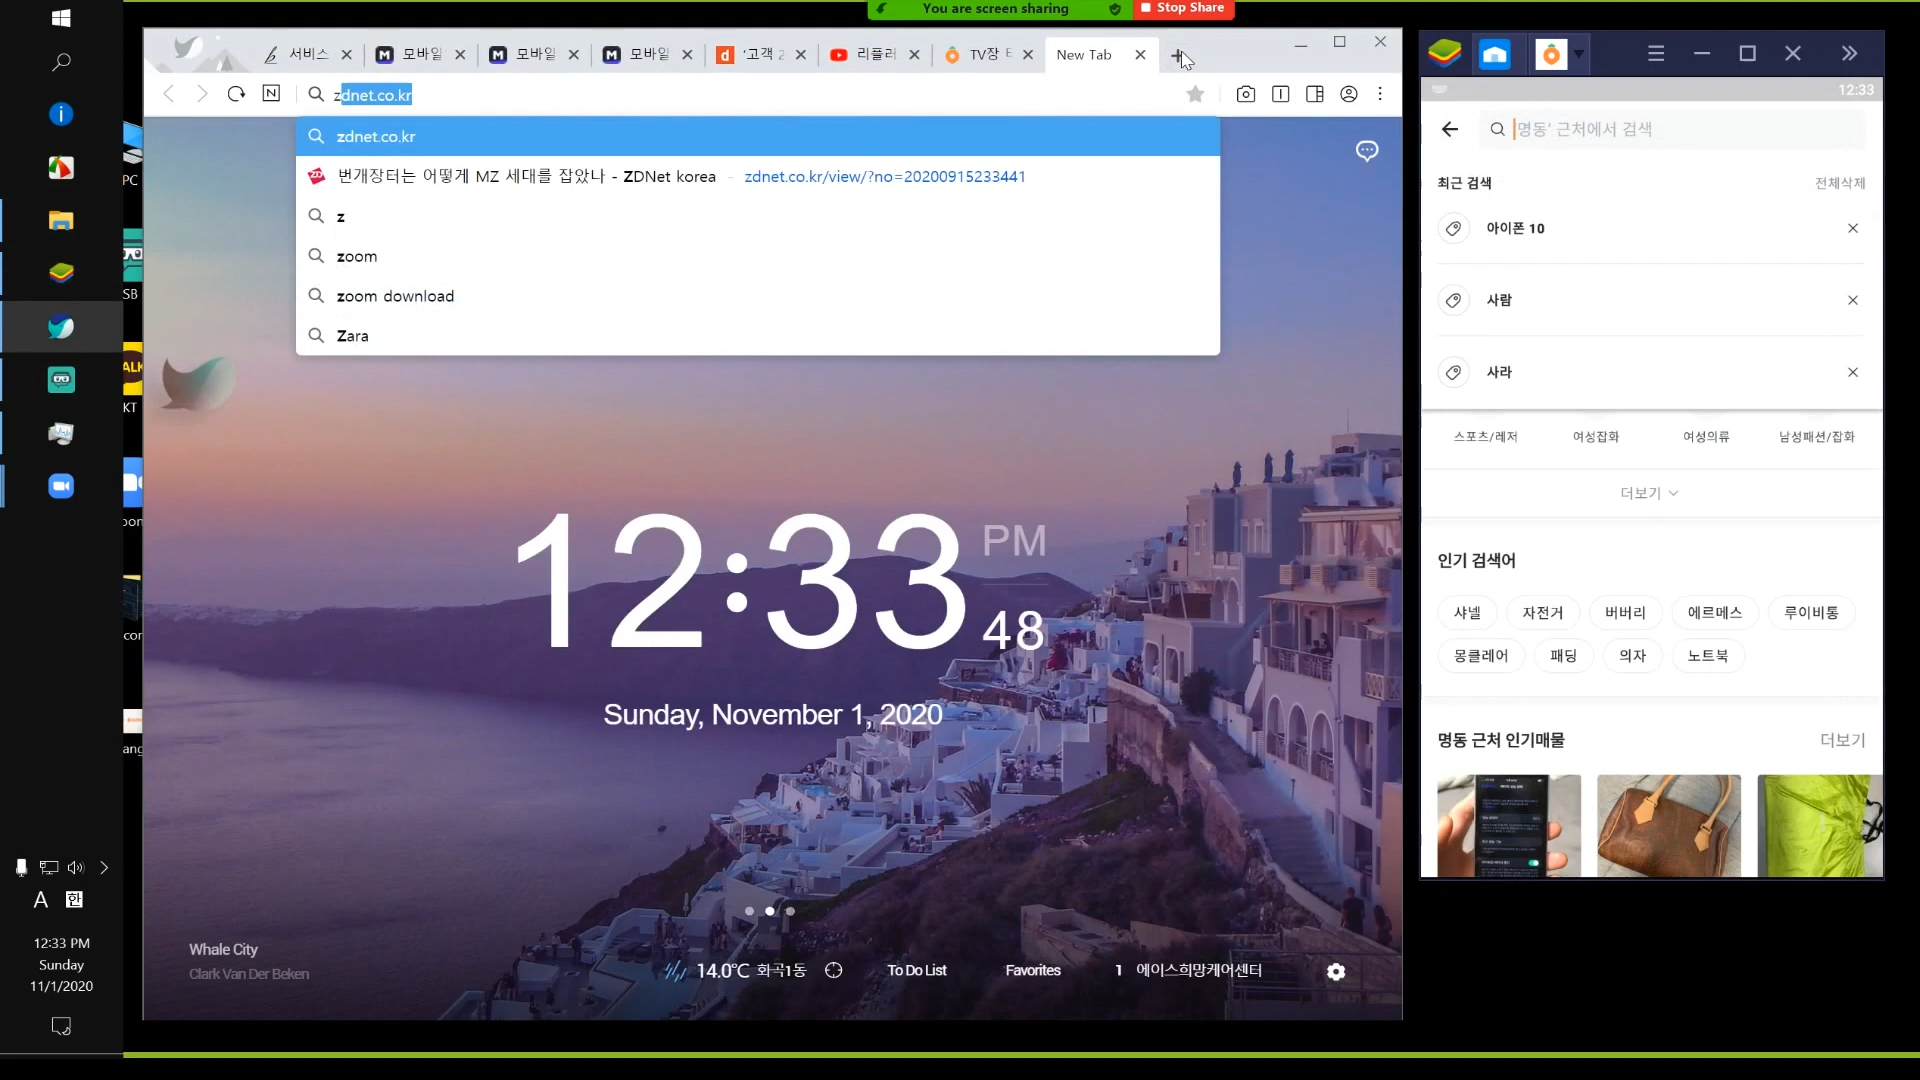 You are screen sharing
Stop Share
서비스
모바일
모바일
모바일
'고객 2
리플러
TV장
New Tab
zdnet.co.kr
zdnet.co.kr
번개장터는 어떻게 MZ 세대를 잡았나 - ZDNet korea - zdnet.co.kr/view/?no=20200915233441
z
zoom
zoom download
Zara
12:33 PM
48
Sunday, November 1, 2020
Whale City
Clark Van Der Beken
14.0℃ 화곡1동
To Do List
Favorites
1 에이스희망케어센터
PC
SB
KT
A 한
12:33 PM
Sunday
11/1/2020
12:33
명동' 근처에서 검색
최근 검색
전체삭제
아이폰 10
사람
사라
스포츠/레저
여성잡화
여성의류
남성패션/잡화
더보기
인기 검색어
샤넬
자전거
버버리
에르메스
루이비통
몽클레어
패딩
의자
노트북
명동 근처 인기매물
더보기